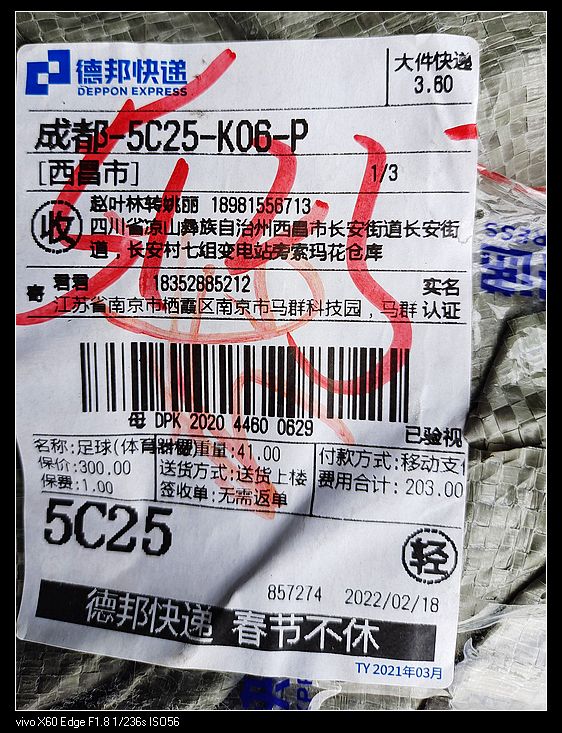 德邦快递
DEPPON EXPRESS
大件快递
3.60
成都-5C25-K06-P
[西昌市]
1/3
收
赵叶林转姚丽 18981556713
四川省凉山彝族自治州西昌市长安街道长安街
道，长安村七组变电站旁索玛花仓库
寄
君君 18352885212 实名
江苏省南京市栖霞区南京市马群科技园，马群 认证
母 DPK 2020 4460 0629
已验视
名称:足球(体育
重量:41.00
付款方式:移动支付
保价:300.00
送货方式:送货上楼
费用合计:203.00
保费:1.00
签收单:无需返单
5C25
轻
857274 2022/02/18
德邦快递 春节不休
TY 2021年03月
vivo X60 Edge F1.8 1/236s ISO56